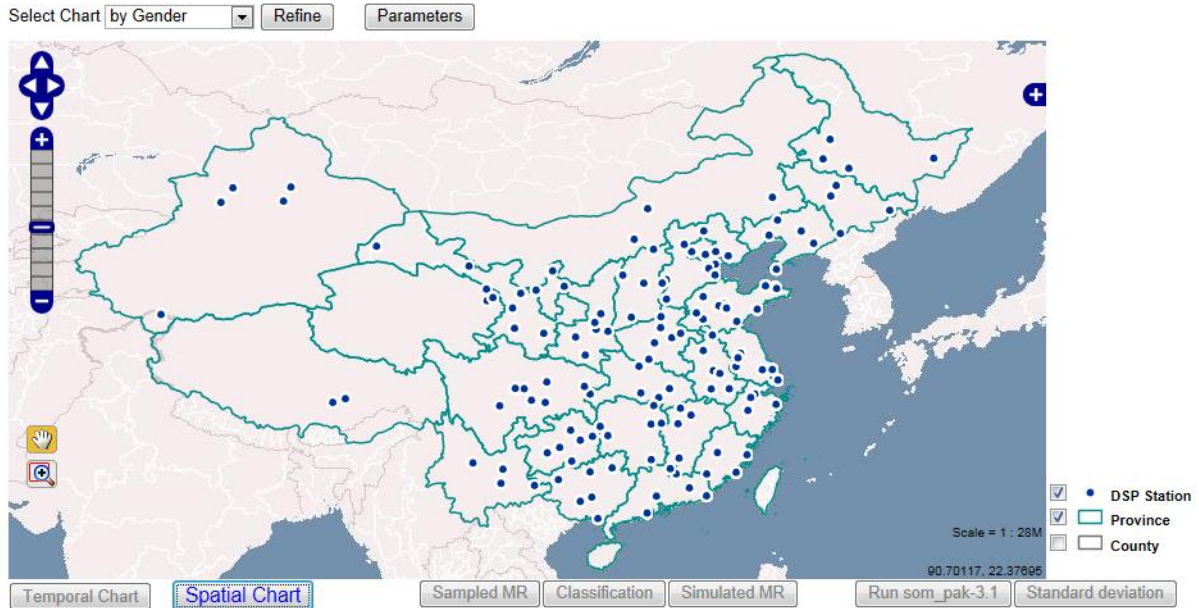 Select Chart by Gender Refine Parameters
DSP Station
Province
County
Scale = 1 : 28M
90.70117, 22.37695
Temporal Chart Spatial Chart Sampled MR Classification Simulated MR Run som_pak-3.1 Standard deviation